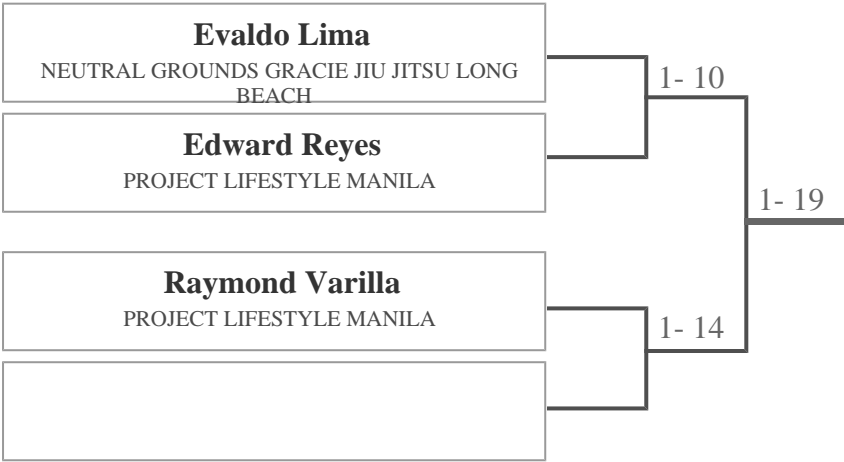 Evaldo Lima
NEUTRAL GROUNDS GRACIE JIU JITSU LONG
BEACH
1- 10
Edward Reyes
PROJECT LIFESTYLE MANILA
1- 19
Raymond Varilla
PROJECT LIFESTYLE MANILA
1- 14